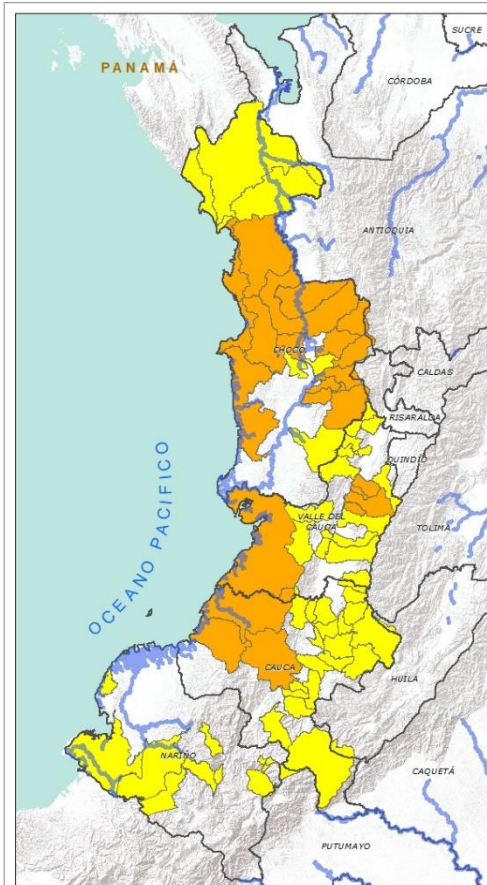 SUCRE
PANAMÁ
CÓRDOBA
ANTIOQUIA
CHOCÓ
CALDAS
RISARALDA
QUINDÍO
OCEANO PACIFICO
VALLE DEL
CAUCA
TOLIMA
CAUCA
HUILA
NARIÑO
CAQUETÁ
PUTUMAYO